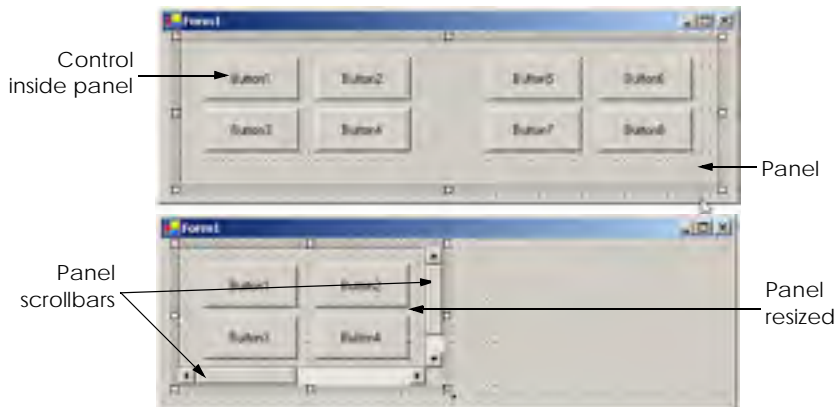 Form1
Control
inside panel
Button1 Button2 Button5 Button6
Button3 Button4 Button7 Button8
Panel
Form1
Panel
scrollbars
Button1 Button2
Panel
resized
Button3 Button4